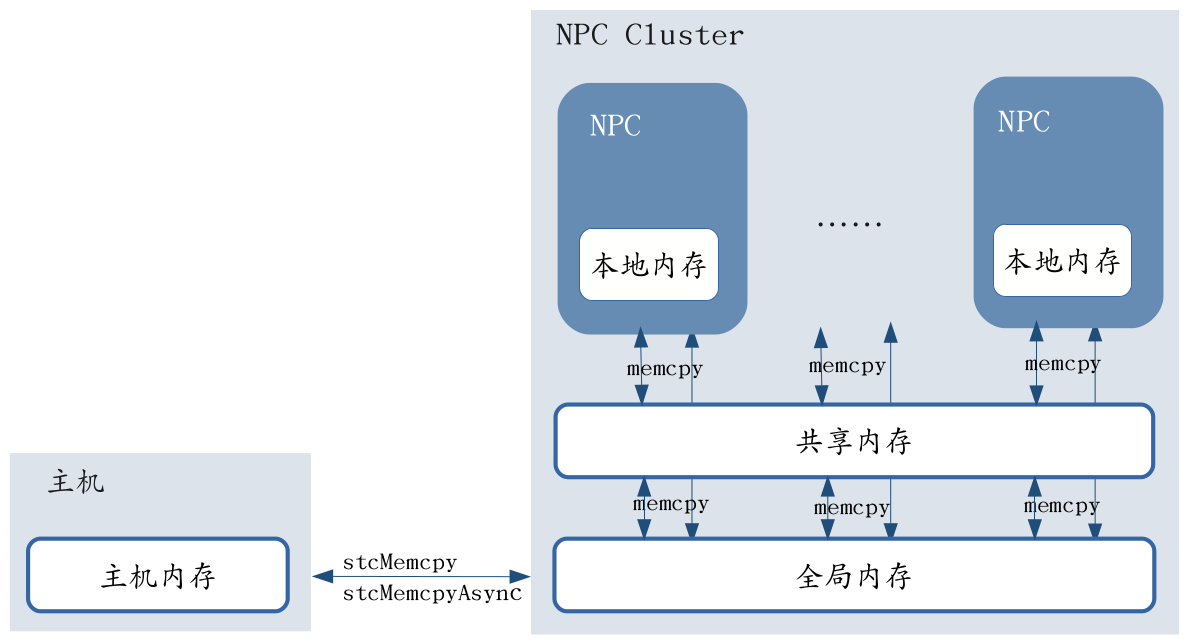 NPC Cluster
NPC
NPC
......
本地内存
本地内存
memcpy
memcpy
memcpy
共享内存
主机
memcpy
memcpy
memcpy
主机内存
stcMemcpy
stcMemcpyAsync
全局内存